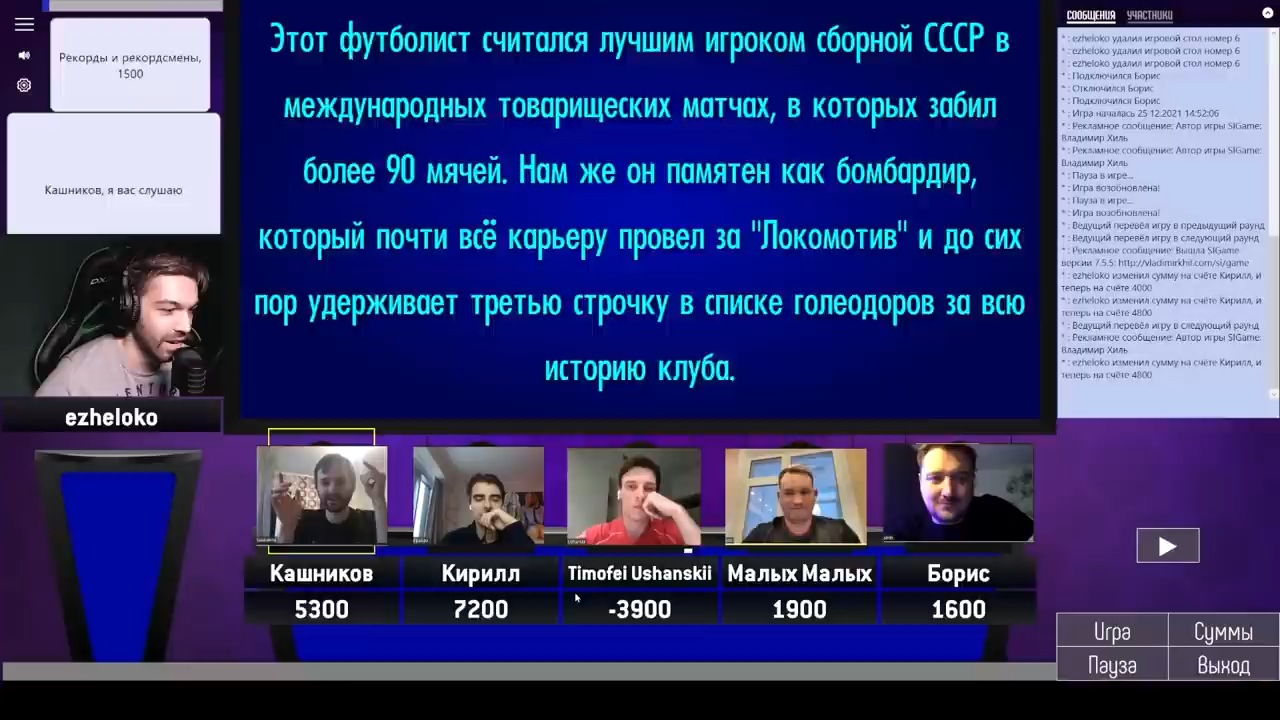 Рекорды и рекордсмены,
1500
Кашников, я вас слушаю
ezheloko
Этот футболист считался лучшим игроком сборной СССР в
международных товарищеских матчах, в которых забил
более 90 мячей. Нам же он памятен как бомбардир,
который почти всё карьеру провел за "Локомотив" и до сих
пор удерживает третью строчку в списке голеодоров за всю
историю клуба.
Кашников
5300
Кирилл
7200
Timofei Ushanskii
-3900
Малых Малых
1900
Борис
1600
СООБЩЕНИЯ УЧАСТНИКИ
* : ezheloko удалил игровой стол номер 6
* : ezheloko удалил игровой стол номер 6
* : ezheloko удалил игровой стол номер 6
* : Подключился Борис
* : Отключился Борис
* : Подключился Борис
* : Игра началась 25.12.2021 14:52:06
* : Рекламное сообщение: Автор игры SIGame:
Владимир Хиль
* : Рекламное сообщение: Автор игры SIGame:
Владимир Хиль
* : Пауза в игре...
* : Игра возобновлена!
* : Пауза в игре...
* : Игра возобновлена!
* : Ведущий перевёл игру в предыдущий раунд
* : Ведущий перевёл игру в следующий раунд
* : Рекламное сообщение: Вышла SIGame
версии 7.5.5: http://vladimirkhil.com/si/game
* : ezheloko изменил сумму на счёте Кирилл, и
теперь на счёте 4000
* : ezheloko изменил сумму на счёте Кирилл, и
теперь на счёте 4800
* : Ведущий перевёл игру в следующий раунд
* : Рекламное сообщение: Автор игры SIGame:
Владимир Хиль
* : ezheloko изменил сумму на счёте Кирилл, и
теперь на счёте 4800
Игра Суммы
Пауза Выход